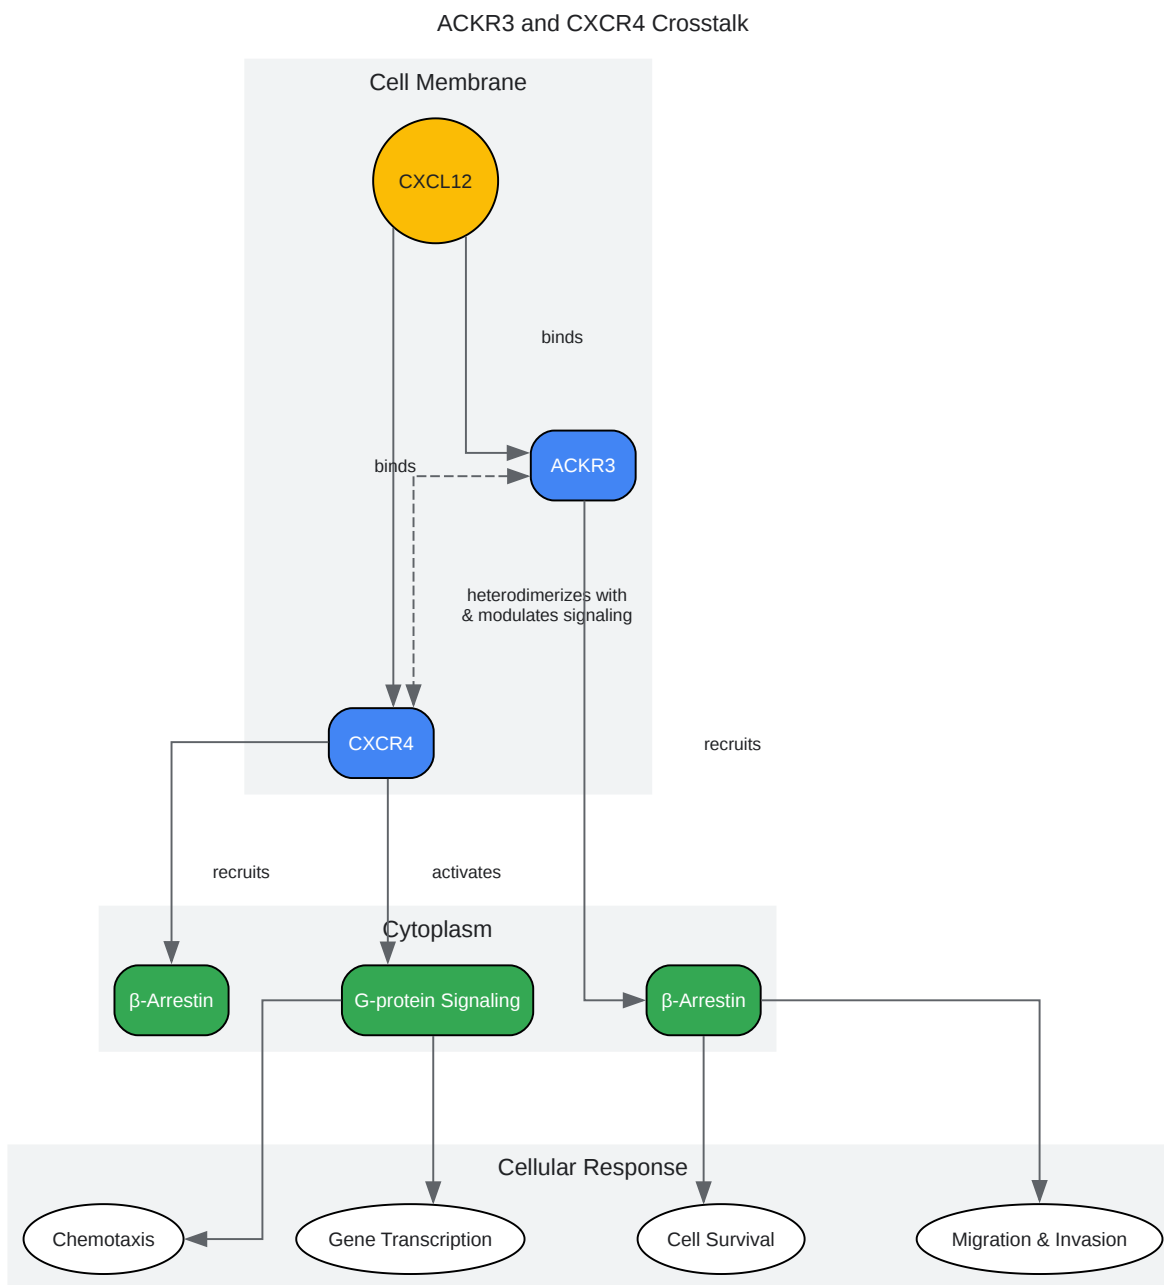 ACKR3 and CXCR4 Crosstalk
Cell Membrane
CXCL12
binds
binds
ACKR3
heterodimerizes with
& modulates signaling
CXCR4
recruits
recruits
activates
Cytoplasm
β-Arrestin
G-protein Signaling
β-Arrestin
Cellular Response
Chemotaxis
Gene Transcription
Cell Survival
Migration & Invasion